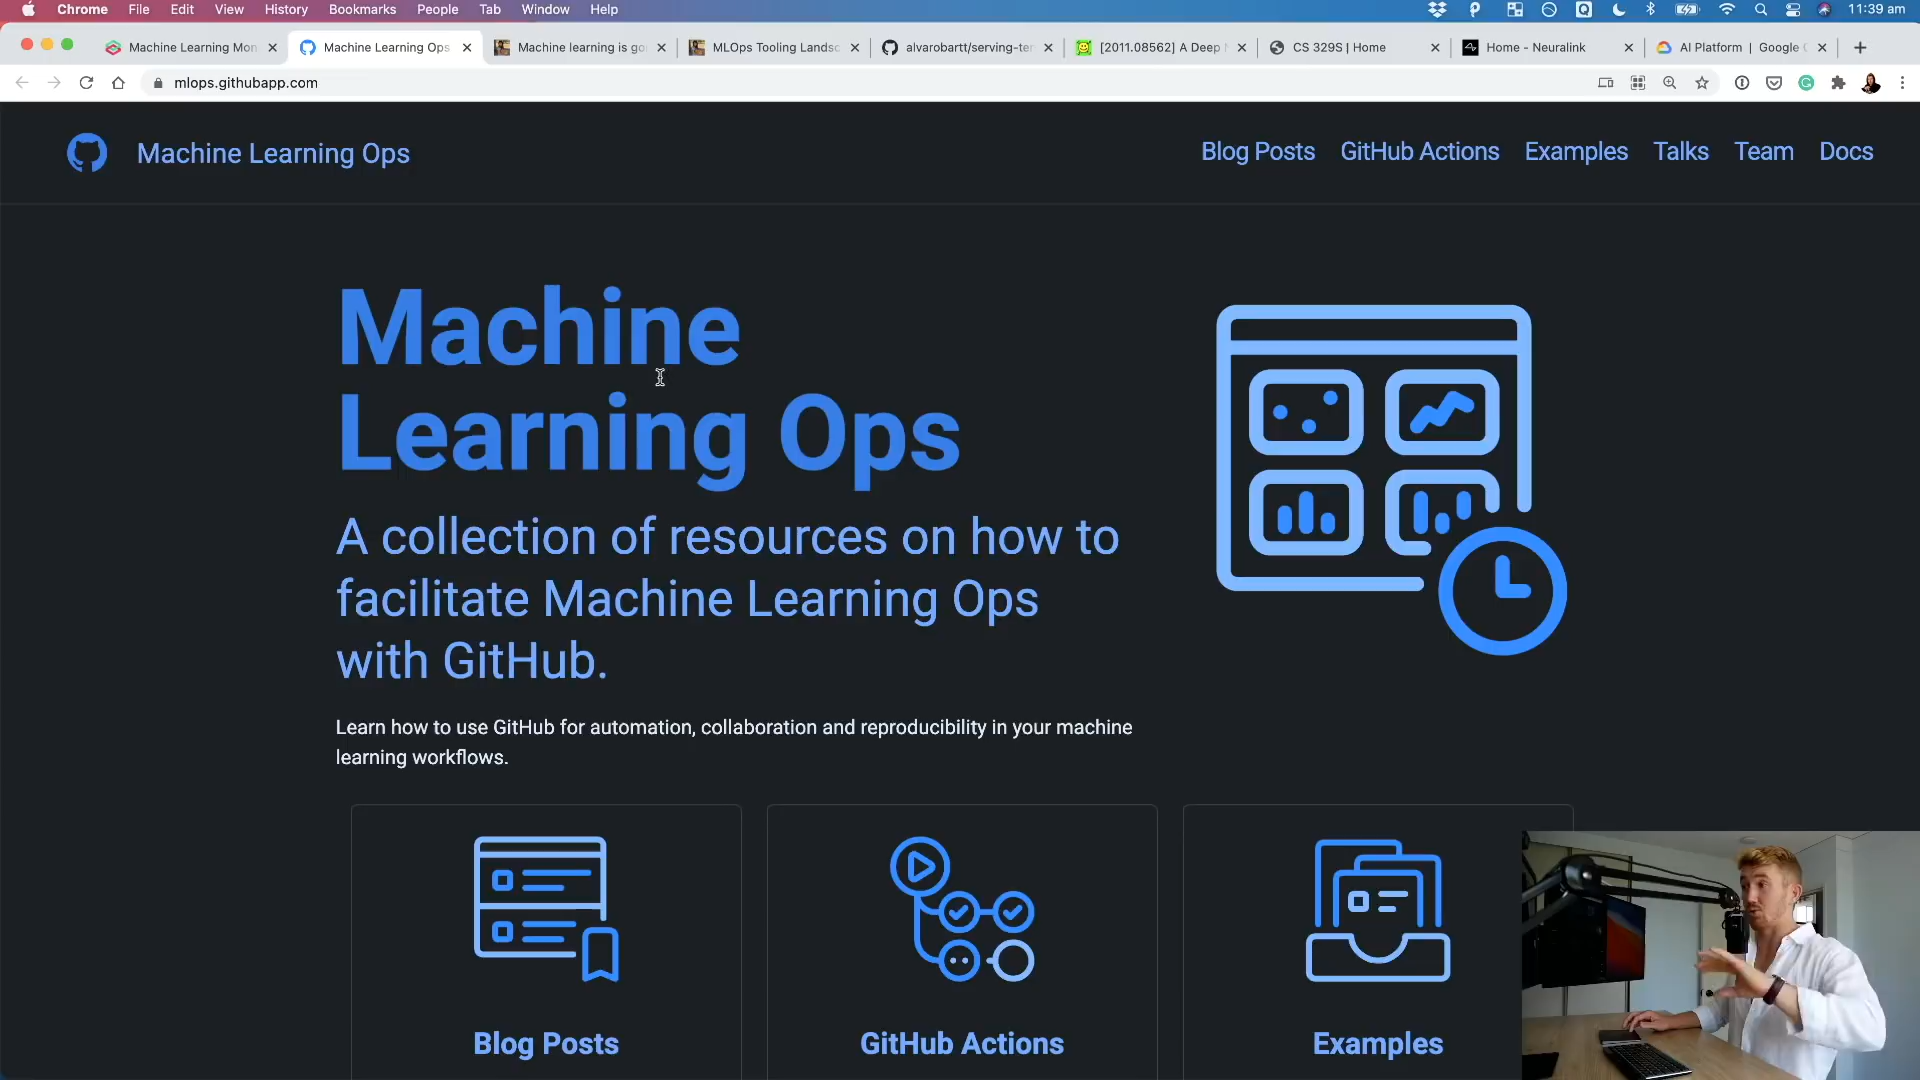 Chrome File Edit View History Bookmarks People Tab Window Help 11:39 am
Machine Learning Mon
Machine Learning Ops
Machine learning is go
MLOps Tooling Landsc
alvarobartt/serving-ter
[2011.08562] A Deep
CS 329S | Home
Home - Neuralink
AI Platform | Google
mlops.githubapp.com
Machine Learning Ops
Blog Posts GitHub Actions Examples Talks Team Docs
Machine
Learning Ops
A collection of resources on how to
facilitate Machine Learning Ops
with GitHub.
Learn how to use GitHub for automation, collaboration and reproducibility in your machine
learning workflows.
Blog Posts
GitHub Actions
Examples